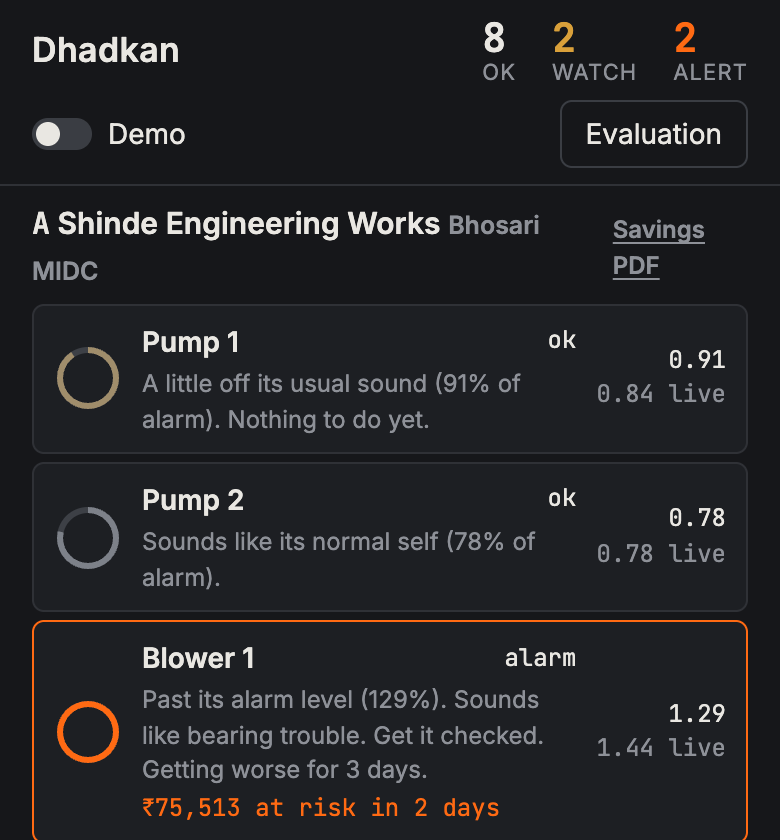 Dhadkan
8 2 2
OK WATCH ALERT
Demo
Evaluation
A Shinde Engineering Works Bhosari
MIDC
Savings
PDF
Pump 1
ok
A little off its usual sound (91% of
alarm). Nothing to do yet.
0.91
0.84 live
Pump 2
ok
Sounds like its normal self (78% of
alarm).
0.78
0.78 live
Blower 1
alarm
Past its alarm level (129%). Sounds
like bearing trouble. Get it checked.
Getting worse for 3 days.
₹75,513 at risk in 2 days
1.29
1.44 live